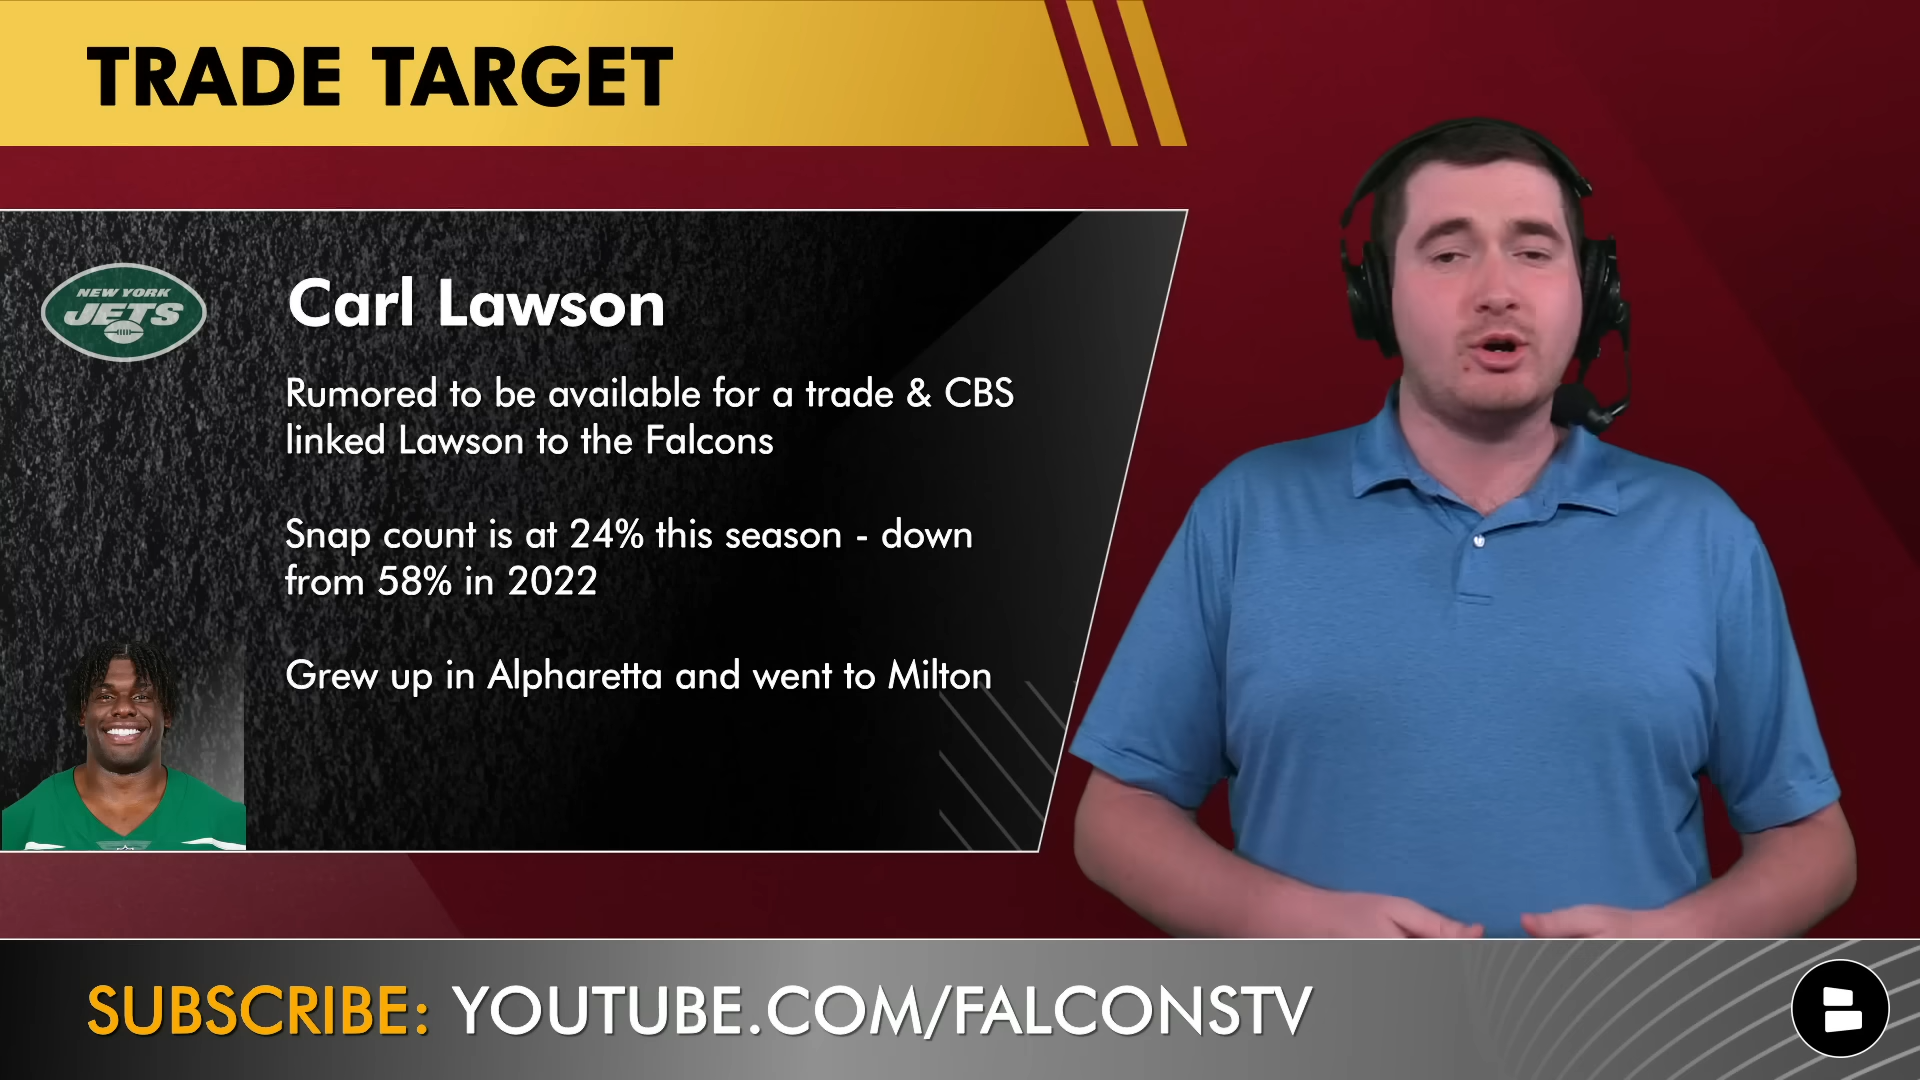 TRADE TARGET
NEW YORK
JETS
Carl Lawson
Rumored to be available for a trade & CBS
linked Lawson to the Falcons
Snap count is at 24% this season - down
from 58% in 2022
Grew up in Alpharetta and went to Milton
SUBSCRIBE: YOUTUBE.COM/FALCONSTV